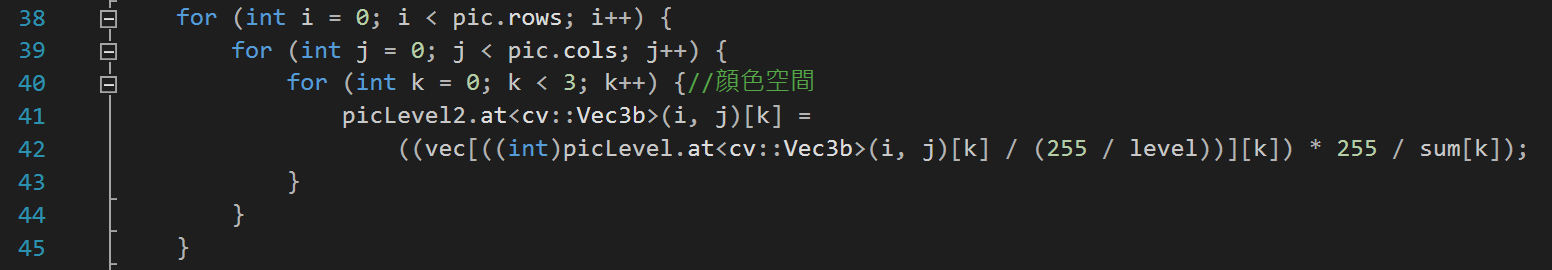 38 for (int i = 0; i < pic.rows; i++) {
39 for (int j = 0; j < pic.cols; j++) {
40 for (int k = 0; k < 3; k++) {//顏色空間
41 picLevel2.at<cv::Vec3b>(i, j)[k] =
42 ((vec[((int)picLevel.at<cv::Vec3b>(i, j)[k] / (255 / level))][k]) * 255 / sum[k]);
43 }
44 }
45 }